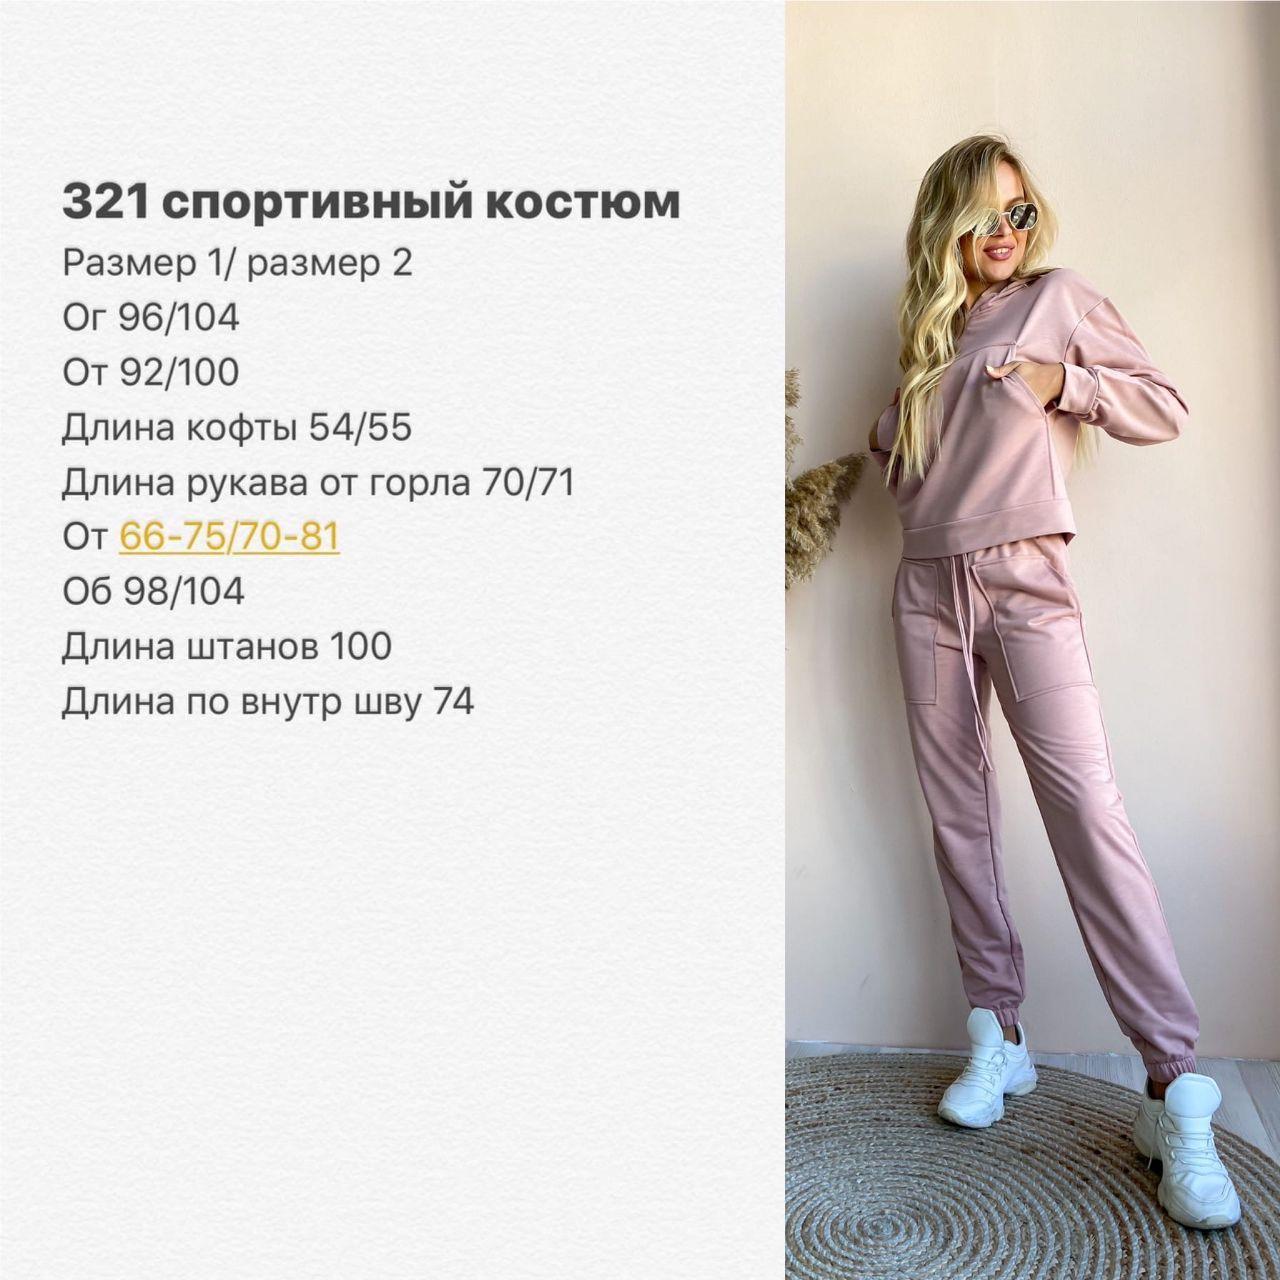 321 спортивный костюм
Размер 1/ размер 2
Ог 96/104
От 92/100
Длина кофты 54/55
Длина рукава от горла 70/71
От 66-75/70-81
Об 98/104
Длина штанов 100
Длина по внутр шву 74